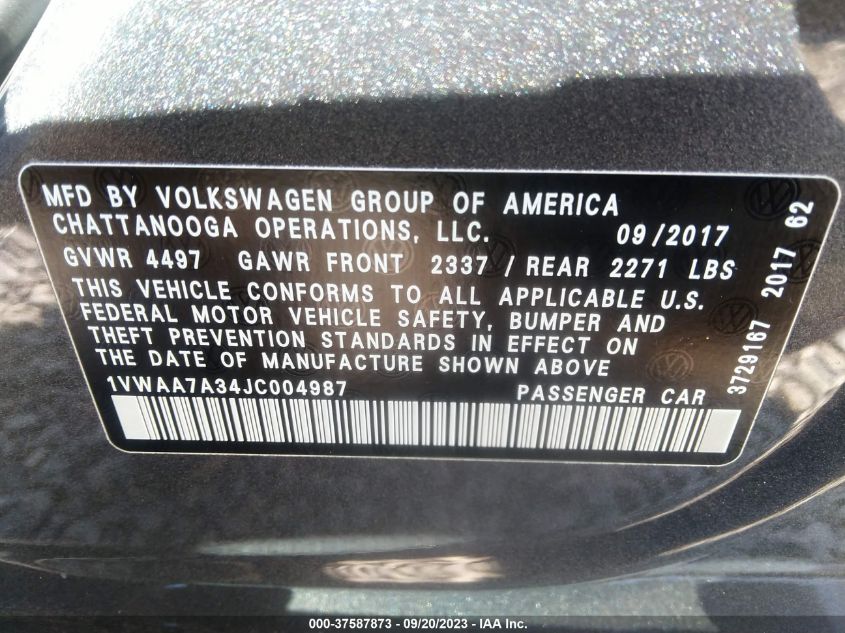 MFD BY VOLKSWAGEN GROUP OF AMERICA
CHATTANOOGA OPERATIONS, LLC. 09/2017
GVWR 4497 GAWR FRONT 2337 / REAR 2271 LBS
THIS VEHICLE CONFORMS TO ALL APPLICABLE U.S.
FEDERAL MOTOR VEHICLE SAFETY, BUMPER AND
THEFT PREVENTION STANDARDS IN EFFECT ON
THE DATE OF MANUFACTURE SHOWN ABOVE
1VWAA7A34JC004987 PASSENGER CAR
3729167 2017 62
000-37587873 - 09/20/2023 - IAA Inc.